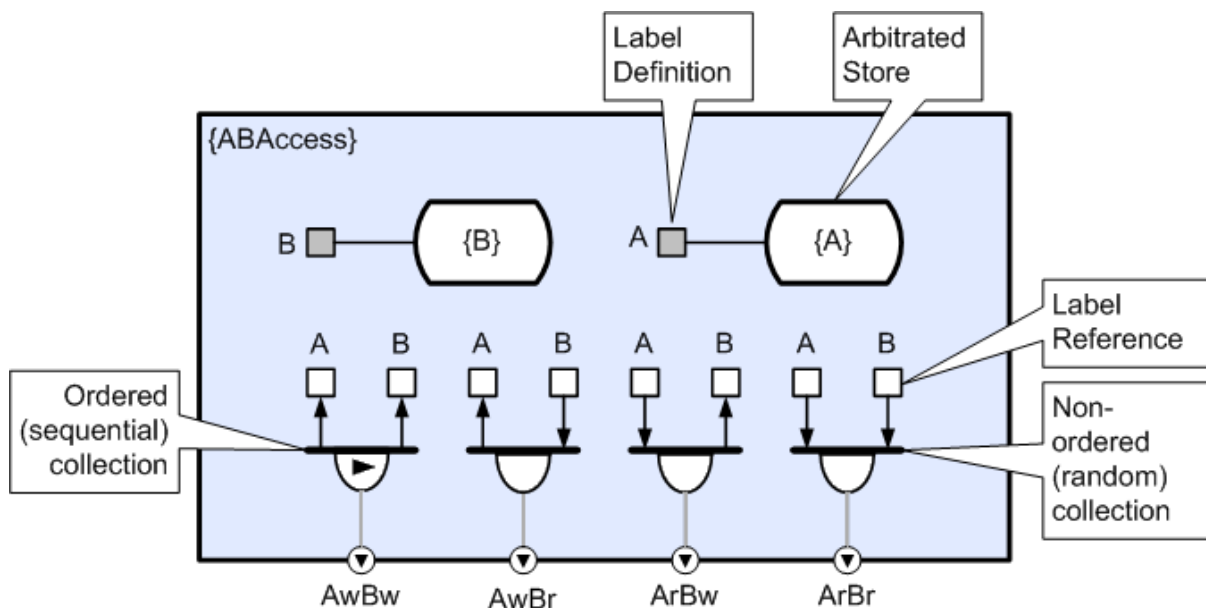 Label
Definition
Arbitrated
Store
{ABAccess}
B
{B}
A
{A}
Label
Reference
A B A B A B A B
Ordered
(sequential)
collection
Non-
ordered
(random)
collection
AwBw AwBr ArBw ArBr